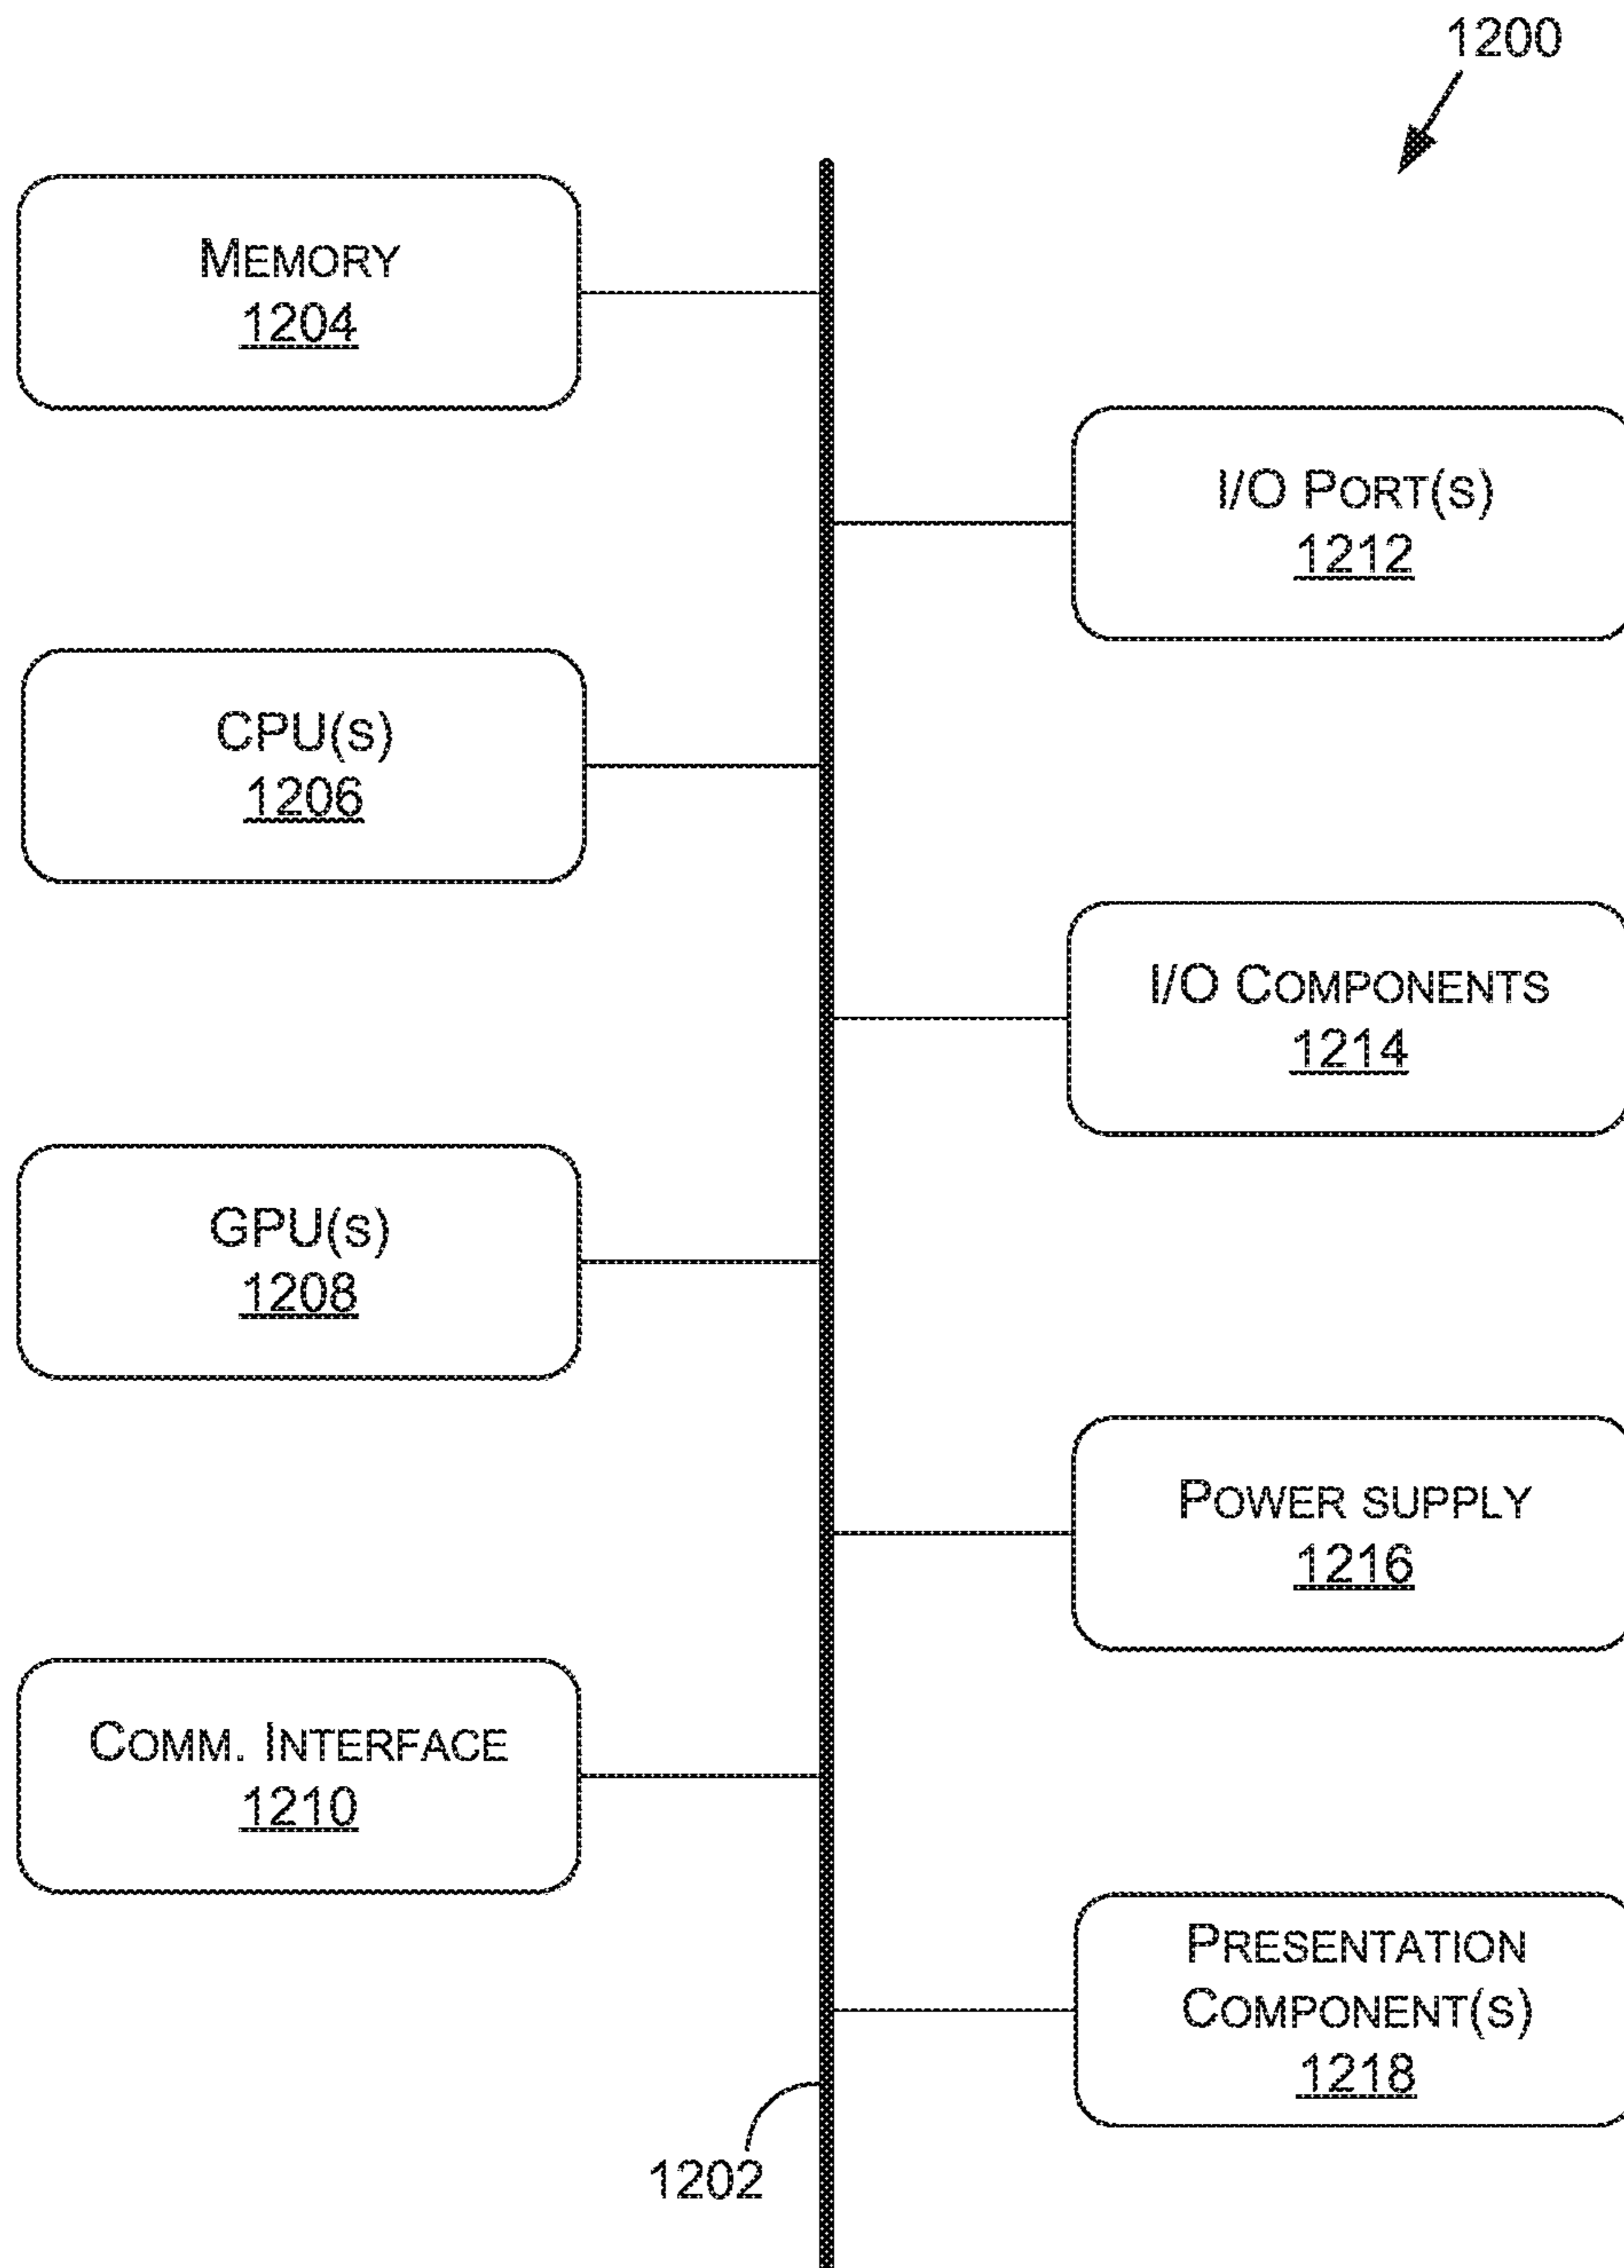 1200
MEMORY
1204
I/O PORT(S)
1212
CPU(S)
1206
I/O COMPONENTS
1214
GPU(S)
1208
POWER SUPPLY
1216
COMM. INTERFACE
1210
PRESENTATION
COMPONENT(S)
1218
1202